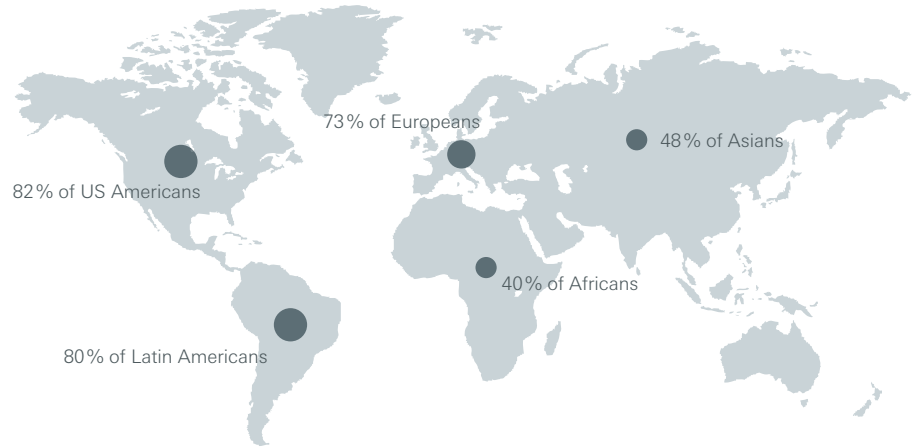 73% of Europeans
48% of Asians
82% of US Americans
40% of Africans
80% of Latin Americans